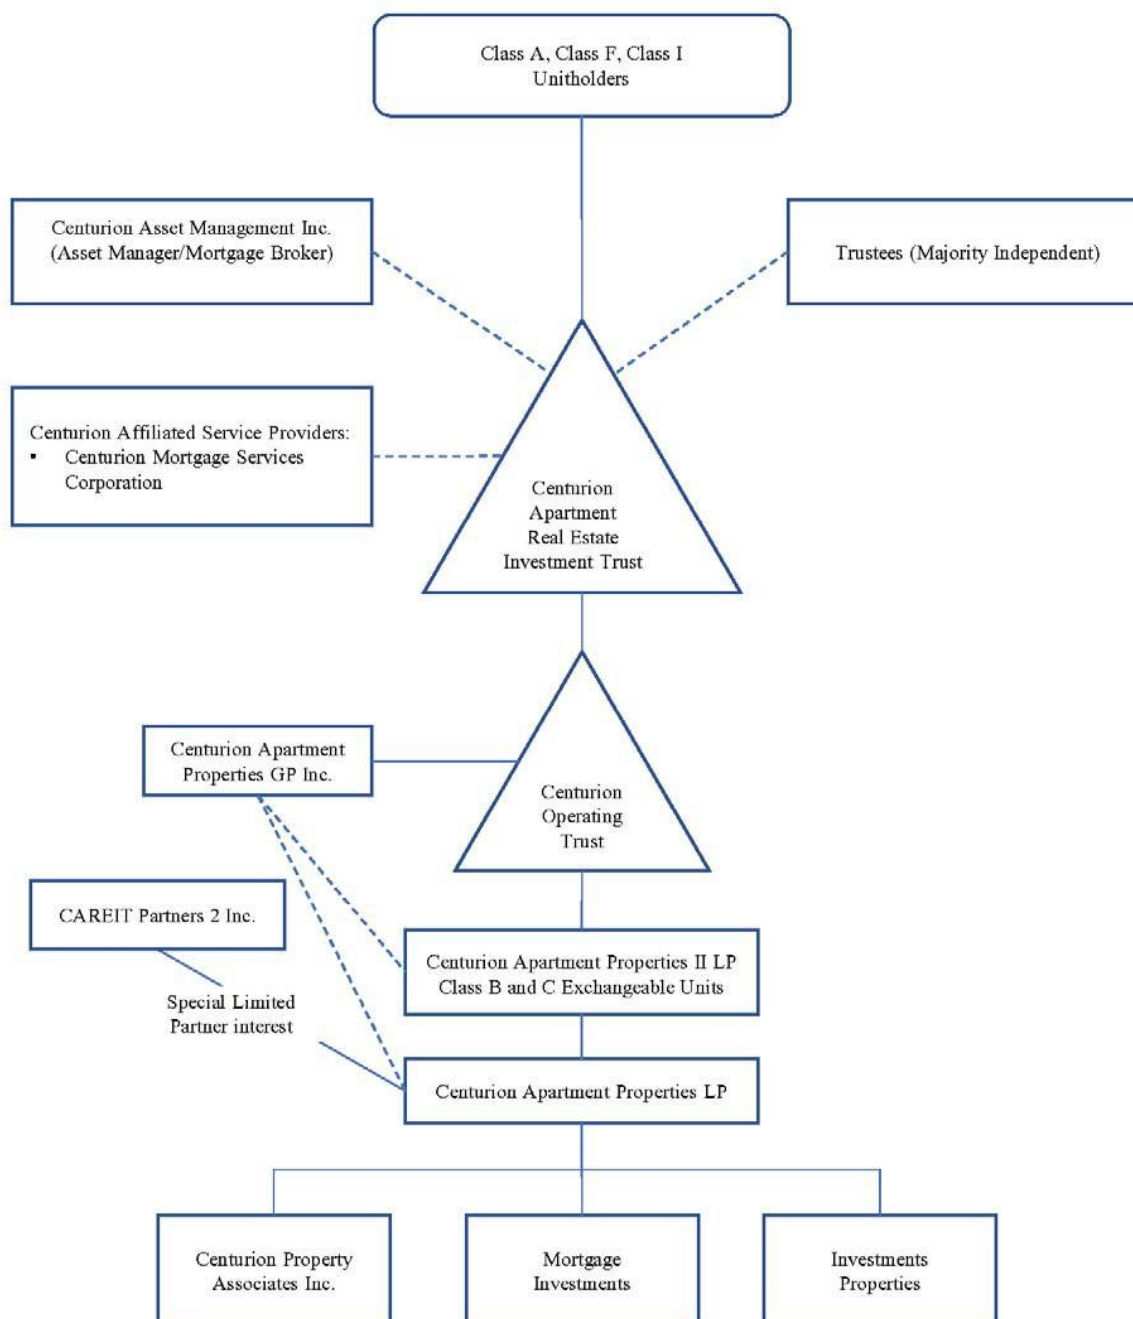 Class A, Class F, Class I
Unitholders
Centurion Asset Management Inc.
(Asset Manager/Mortgage Broker)
Trustees (Majority Independent)
Centurion Affiliated Service Providers:
▪ Centurion Mortgage Services
Corporation
Centurion
Apartment
Real Estate
Investment Trust
Centurion Apartment
Properties GP Inc.
Centurion
Operating
Trust
CAREIT Partners 2 Inc.
Centurion Apartment Properties II LP
Class B and C Exchangeable Units
Special Limited
Partner interest
Centurion Apartment Properties LP
Centurion Property
Associates Inc.
Mortgage
Investments
Investments
Properties